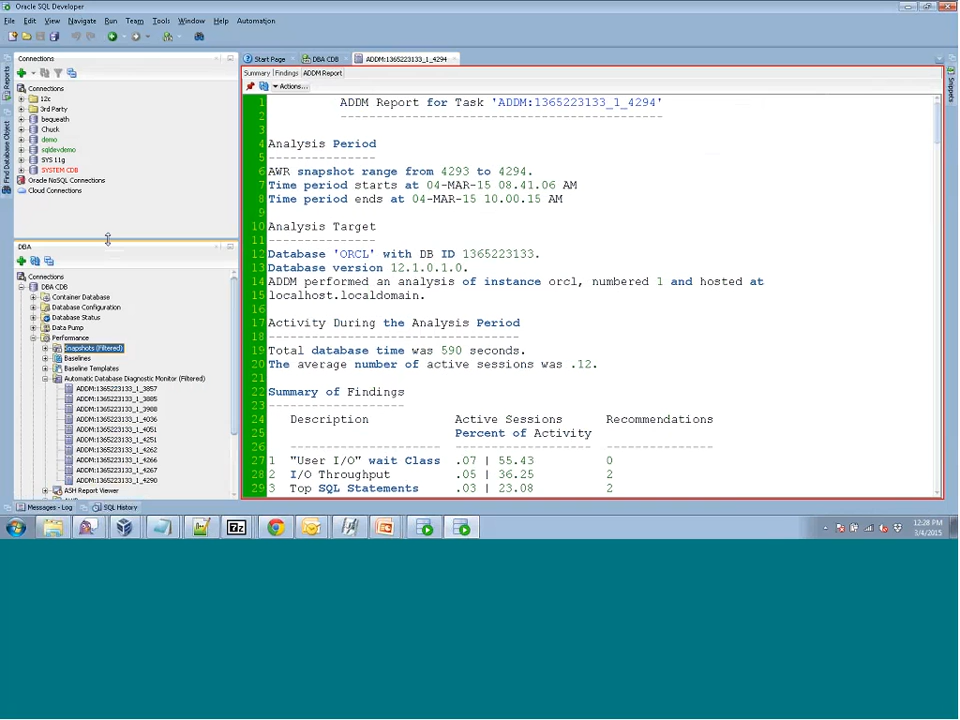 Oracle SQL Developer
File Edit View Navigate Run Team Tools Window Help Automation
Connections
Connections
12c
3rd Party
bequeath
Chuck
demo
sqldevdemo
SYS 11g
SYSTEM CDB
Oracle NoSQL Connections
Cloud Connections
Reports
Find Database Object
DBA
Connections
DBA CDB
Container Database
Database Configuration
Database Status
Data Pump
Performance
Snapshots (Filtered)
Baselines
Baseline Templates
Automatic Database Diagnostic Monitor (Filtered)
ADDM:1365223133_1_3857
ADDM:1365223133_1_3885
ADDM:1365223133_1_3988
ADDM:1365223133_1_4036
ADDM:1365223133_1_4051
ADDM:1365223133_1_4251
ADDM:1365223133_1_4262
ADDM:1365223133_1_4266
ADDM:1365223133_1_4267
ADDM:1365223133_1_4290
ASH Report Viewer
Start Page DBA CDB ADDM:1365223133_1_4294
Summary Findings ADDM Report
Actions...
1 ADDM Report for Task 'ADDM:1365223133_1_4294'
2 -------------------------------------------
3
4 Analysis Period
5 ---------------
6 AWR snapshot range from 4293 to 4294.
7 Time period starts at 04-MAR-15 08.41.06 AM
8 Time period ends at 04-MAR-15 10.00.15 AM
9
10 Analysis Target
11 ---------------
12 Database 'ORCL' with DB ID 1365223133.
13 Database version 12.1.0.1.0.
14 ADDM performed an analysis of instance orcl, numbered 1 and hosted at
15 localhost.localdomain.
16
17 Activity During the Analysis Period
18 -----------------------------------
19 Total database time was 590 seconds.
20 The average number of active sessions was .12.
21
22 Summary of Findings
23 -------------------
24 Description Active Sessions Recommendations
25 Percent of Activity
26 --------------------- ------------------- ---------------
27 1 "User I/O" wait Class .07 | 55.43 0
28 2 I/O Throughput .05 | 36.25 2
29 3 Top SQL Statements .03 | 23.08 2
Snippets
Messages - Log SQL History
12:28 PM
3/4/2015